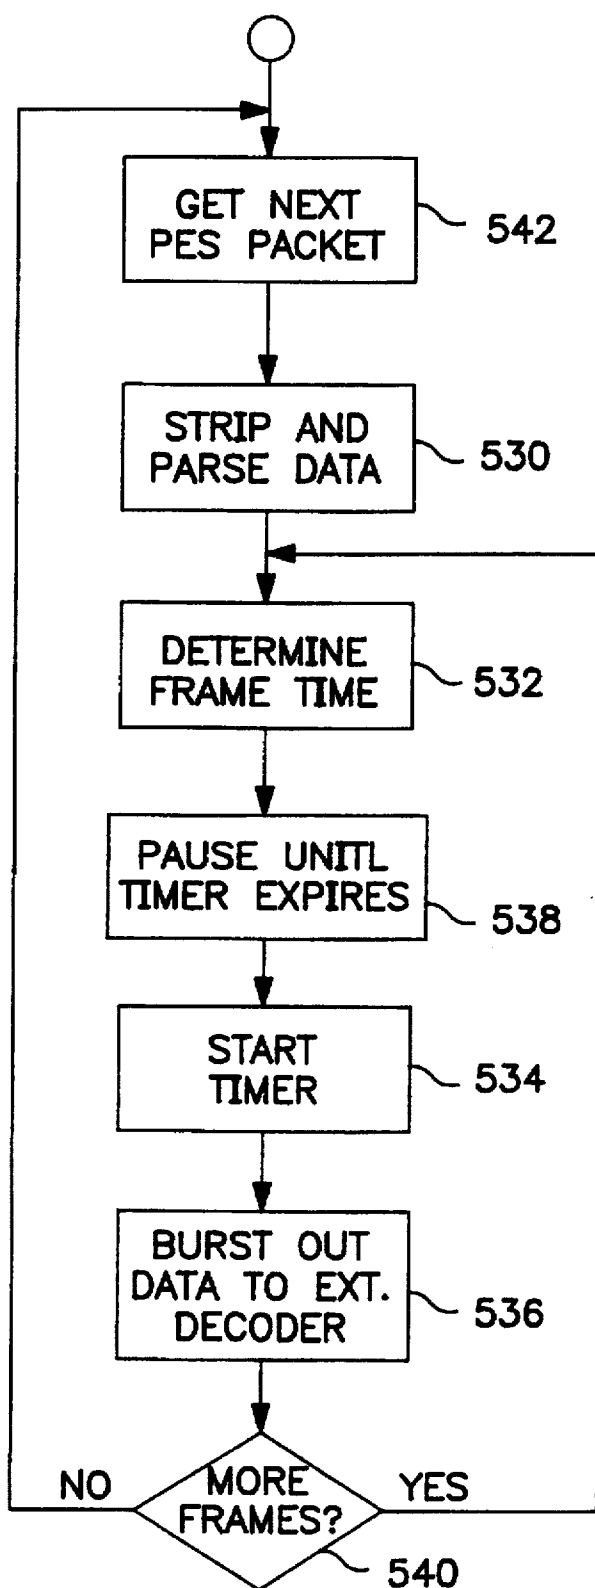 GET NEXT
PES PACKET
542
STRIP AND
PARSE DATA
530
DETERMINE
FRAME TIME
532
PAUSE UNITL
TIMER EXPIRES
538
START
TIMER
534
BURST OUT
DATA TO EXT.
DECODER
536
NO
MORE
FRAMES?
YES
540